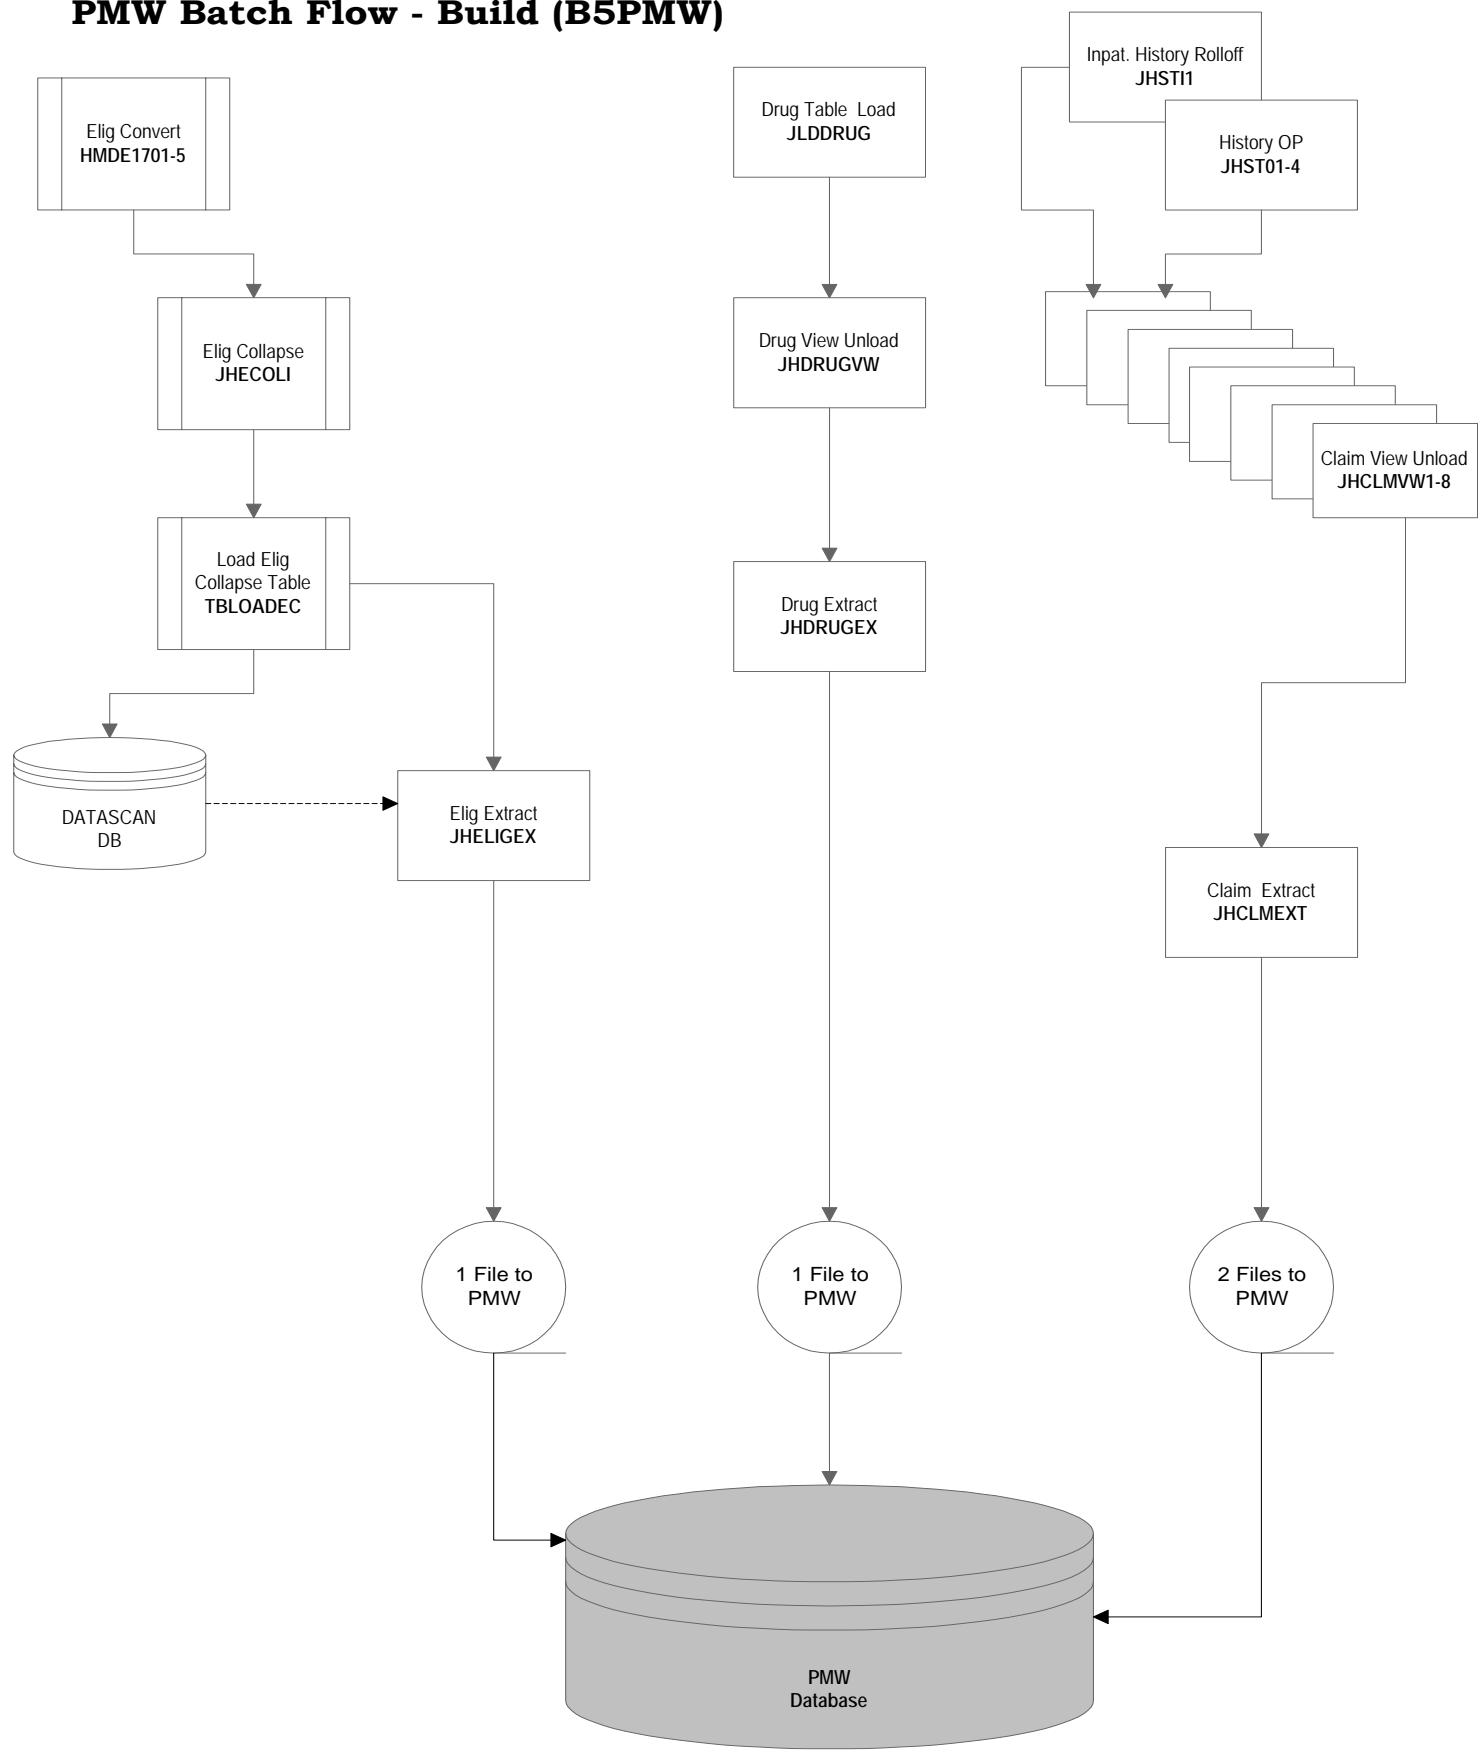 PMW Batch Flow - Build (B5PMW)
Elig Convert
HMDE1701-5
Elig Collapse
JHECOLI
Load Elig
Collapse Table
TBLOADEC
DATASCAN
DB
Elig Extract
JHELIGEX
1 File to
PMW
Drug Table Load
JLDDRUG
Drug View Unload
JHDRUGVW
Drug Extract
JHDRUGEX
1 File to
PMW
Inpat. History Rolloff
JHSTI1
History OP
JHST01-4
Claim View Unload
JHCLMVW1-8
Claim Extract
JHCLMEXT
2 Files to
PMW
PMW
Database